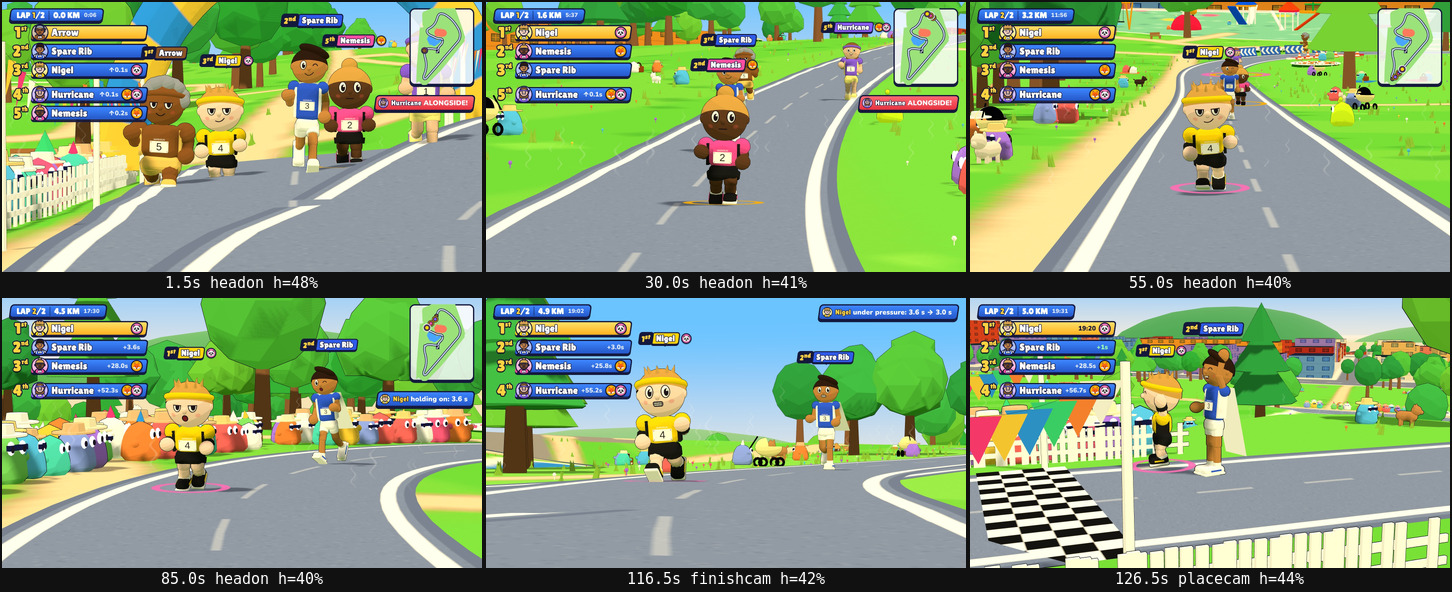 LAP 1/2 0.0 KM 0:06
1st Arrow
2nd Spare Rib
3rd Nigel ↑0.1s
4th Hurricane ↑0.1s
5th Nemesis ↑0.2s
1st Arrow
3rd Nigel
2nd Spare Rib
5th Nemesis
Hurricane ALONGSIDE!
5
4
3
2
1
1.5s headon h=48%
LAP 1/2 1.6 KM 5:37
1st Nigel
2nd Nemesis
3rd Spare Rib
5th Hurricane ↑0.1s
3rd Spare Rib
2nd Nemesis
5th Hurricane
Hurricane ALONGSIDE!
2
30.0s headon h=41%
LAP 2/2 3.2 KM 11:56
1st Nigel
2nd Spare Rib
3rd Nemesis
4th Hurricane
1st Nigel
4
55.0s headon h=40%
LAP 2/2 4.5 KM 17:30
1st Nigel
2nd Spare Rib +3.6s
3rd Nemesis +28.0s
4th Hurricane +52.3s
1st Nigel
2nd Spare Rib
Nigel holding on: 3.6 s
4
3
85.0s headon h=40%
LAP 2/2 4.9 KM 19:02
1st Nigel
2nd Spare Rib +3.0s
3rd Nemesis +25.8s
4th Hurricane +55.2s
Nigel under pressure: 3.6 s → 3.0 s
1st Nigel
2nd Spare Rib
4
3
116.5s finishcam h=42%
LAP 2/2 5.0 KM 19:31
1st Nigel 19:20
2nd Spare Rib +1s
3rd Nemesis +28.5s
4th Hurricane +56.7s
2nd Spare Rib
1st Nigel
3
126.5s placecam h=44%